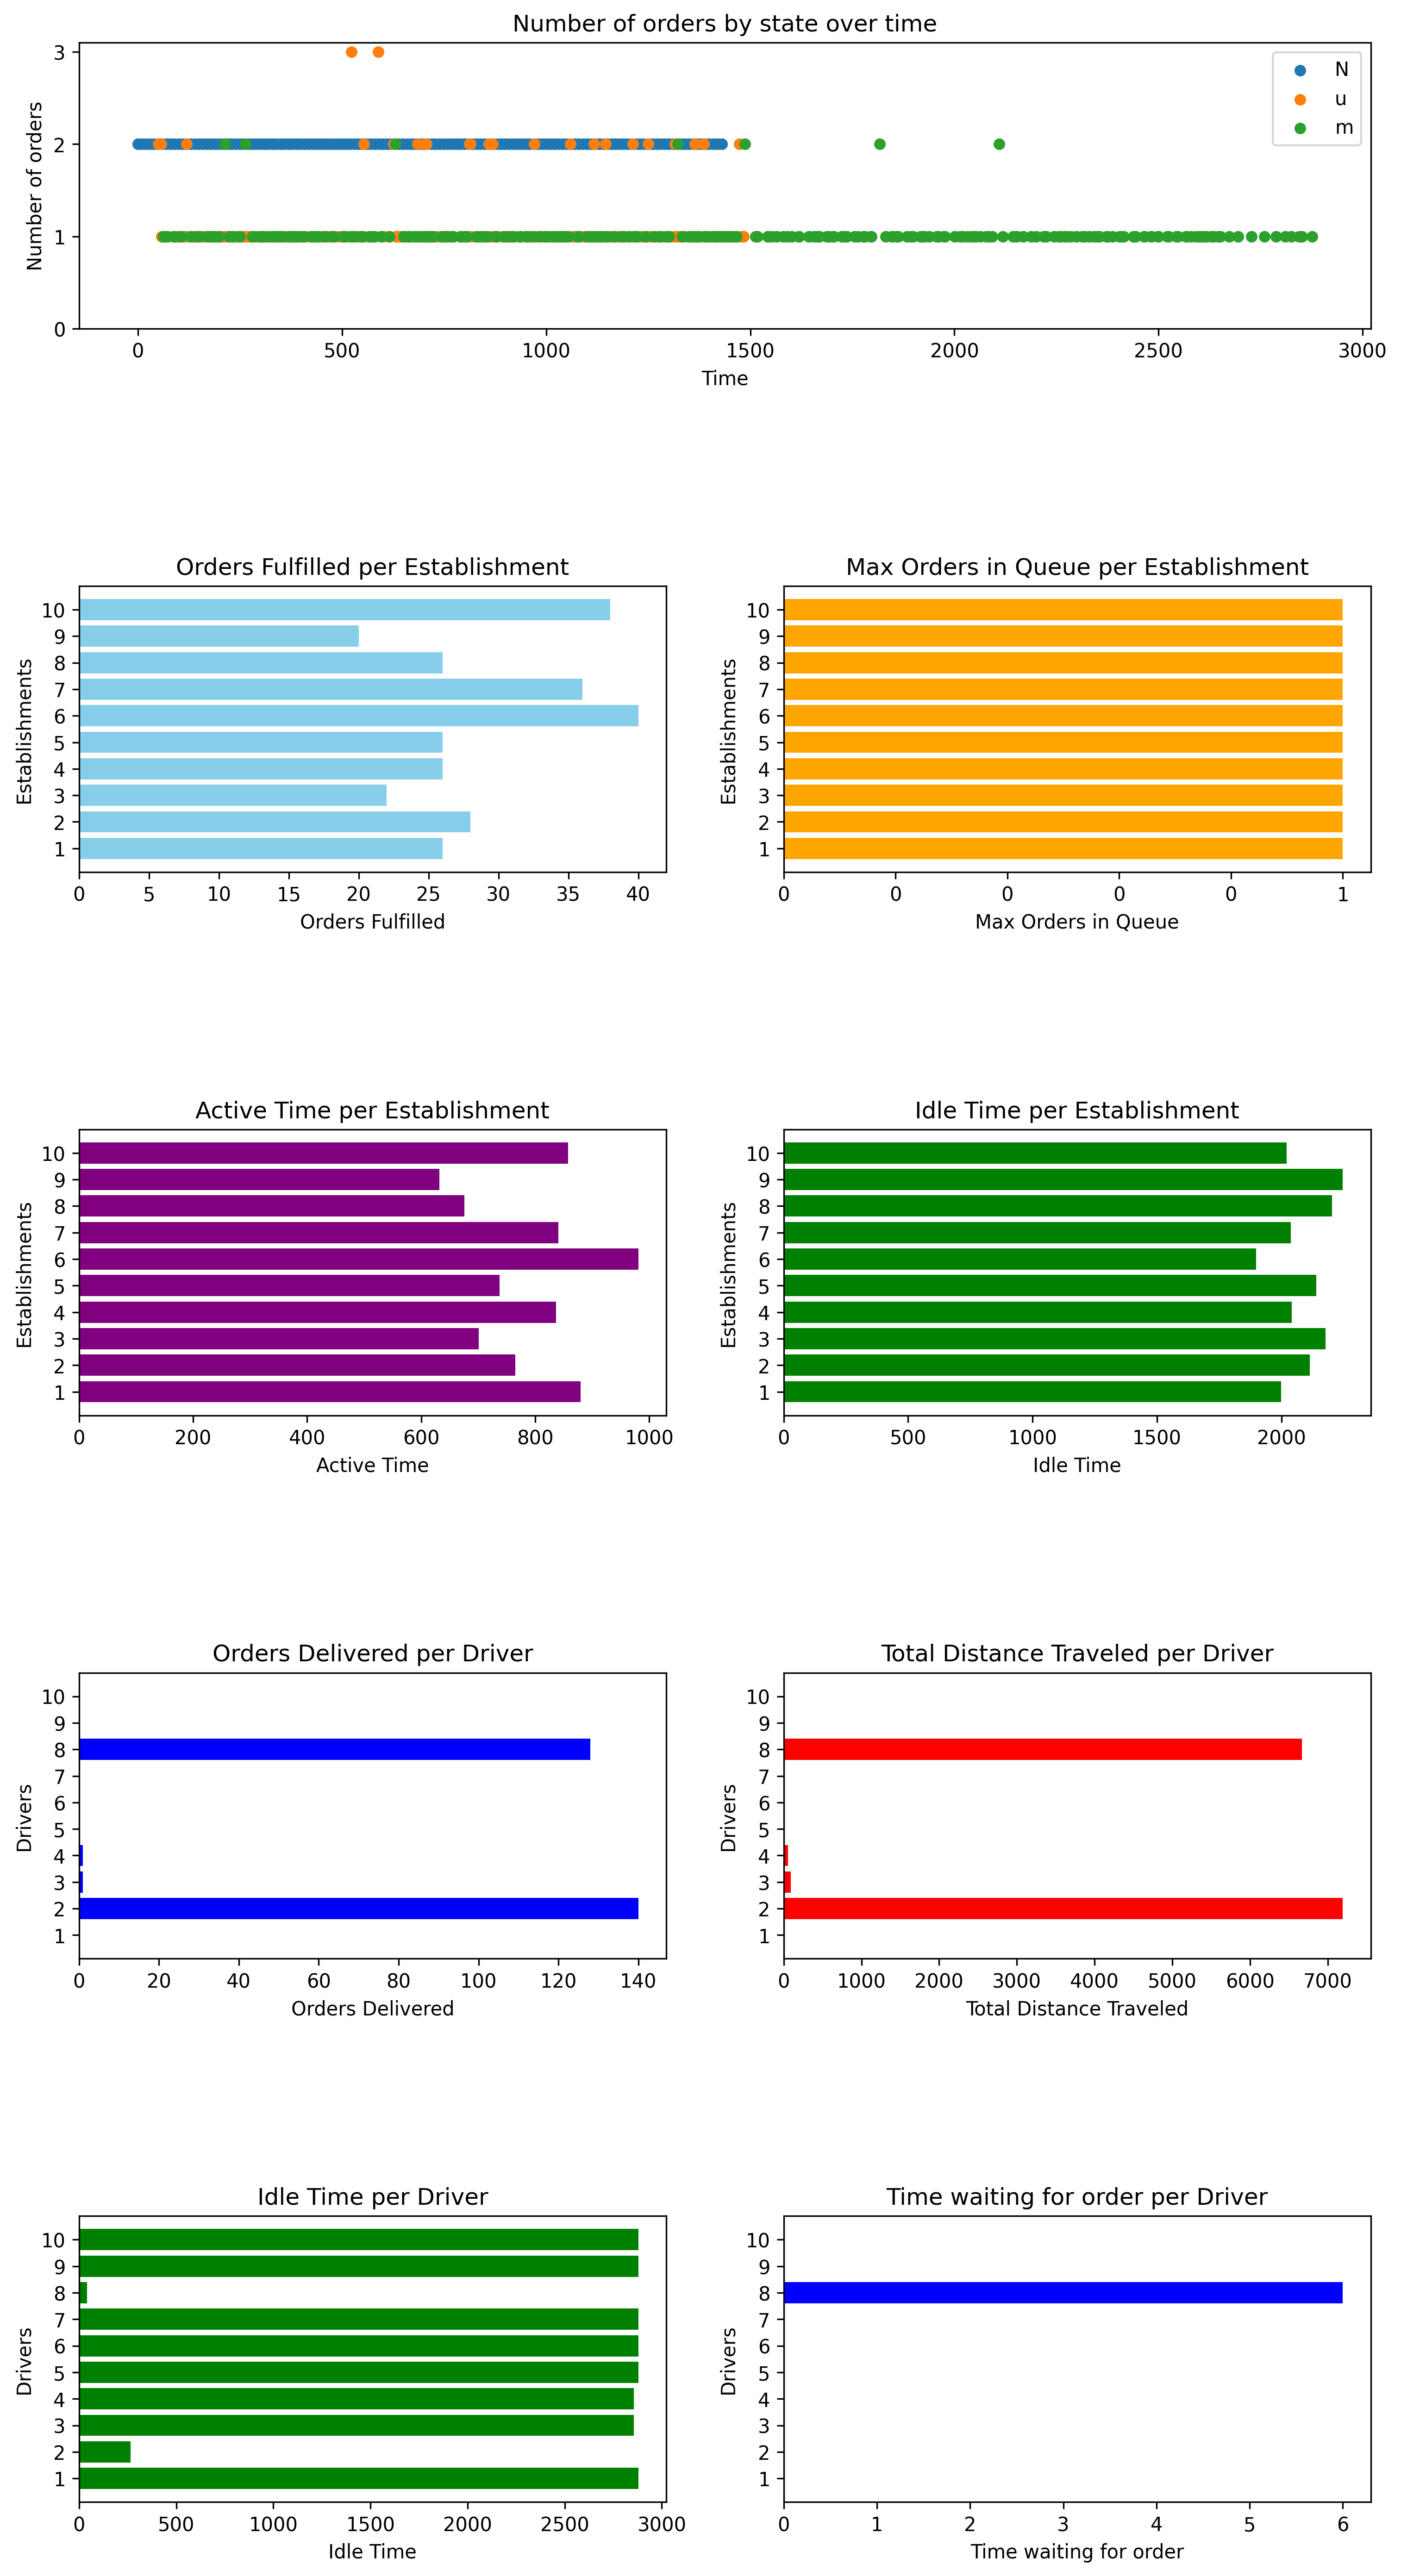 Number of orders by state over time
Number of orders
3
2
1
0
N
u
m
0 500 1000 1500 2000 2500 3000
Time
Orders Fulfilled per Establishment
Establishments
10
9
8
7
6
5
4
3
2
1
0 5 10 15 20 25 30 35 40
Orders Fulfilled
Max Orders in Queue per Establishment
Establishments
10
9
8
7
6
5
4
3
2
1
0 0 0 0 0 1
Max Orders in Queue
Active Time per Establishment
Establishments
10
9
8
7
6
5
4
3
2
1
0 200 400 600 800 1000
Active Time
Idle Time per Establishment
Establishments
10
9
8
7
6
5
4
3
2
1
0 500 1000 1500 2000
Idle Time
Orders Delivered per Driver
Drivers
10
9
8
7
6
5
4
3
2
1
0 20 40 60 80 100 120 140
Orders Delivered
Total Distance Traveled per Driver
Drivers
10
9
8
7
6
5
4
3
2
1
0 1000 2000 3000 4000 5000 6000 7000
Total Distance Traveled
Idle Time per Driver
Drivers
10
9
8
7
6
5
4
3
2
1
0 500 1000 1500 2000 2500 3000
Idle Time
Time waiting for order per Driver
Drivers
10
9
8
7
6
5
4
3
2
1
0 1 2 3 4 5 6
Time waiting for order